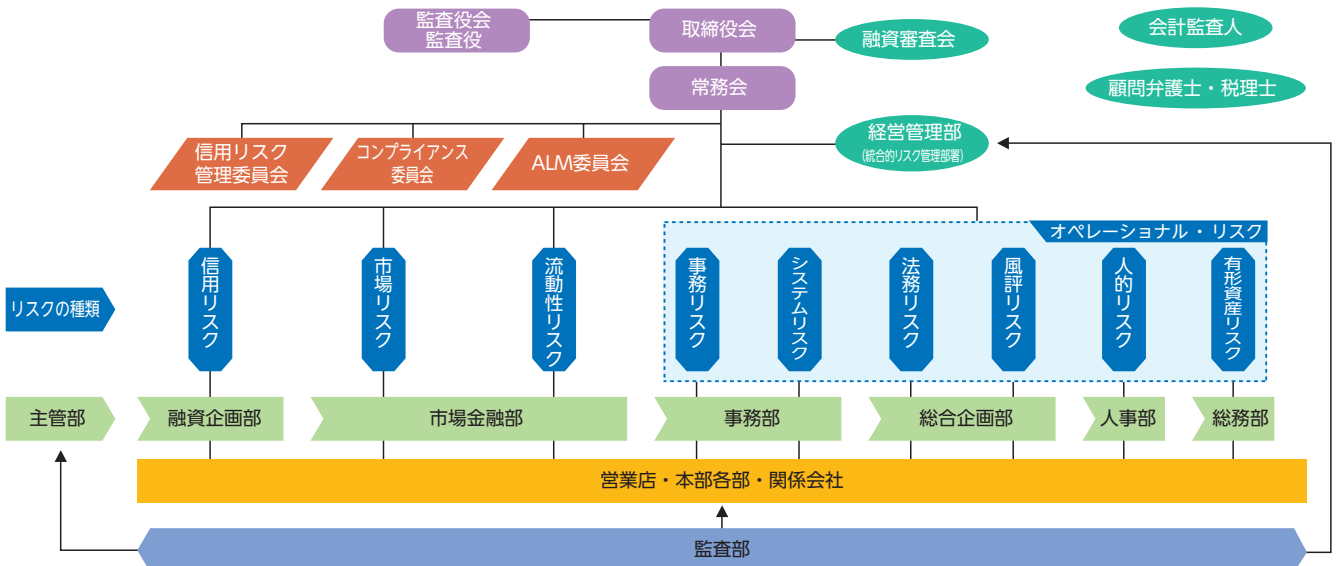 監査役会
監査役
取締役会
融資審査会
会計監査人
常務会
顧問弁護士・税理士
経営管理部
(統合的リスク管理部署)
信用リスク
管理委員会
コンプライアンス
委員会
ALM委員会
オペレーショナル・リスク
リスクの種類
信用リスク
市場リスク
流動性リスク
事務リスク
システムリスク
法務リスク
風評リスク
人的リスク
有形資産リスク
主管部
融資企画部
市場金融部
事務部
総合企画部
人事部
総務部
営業店・本部各部・関係会社
監査部